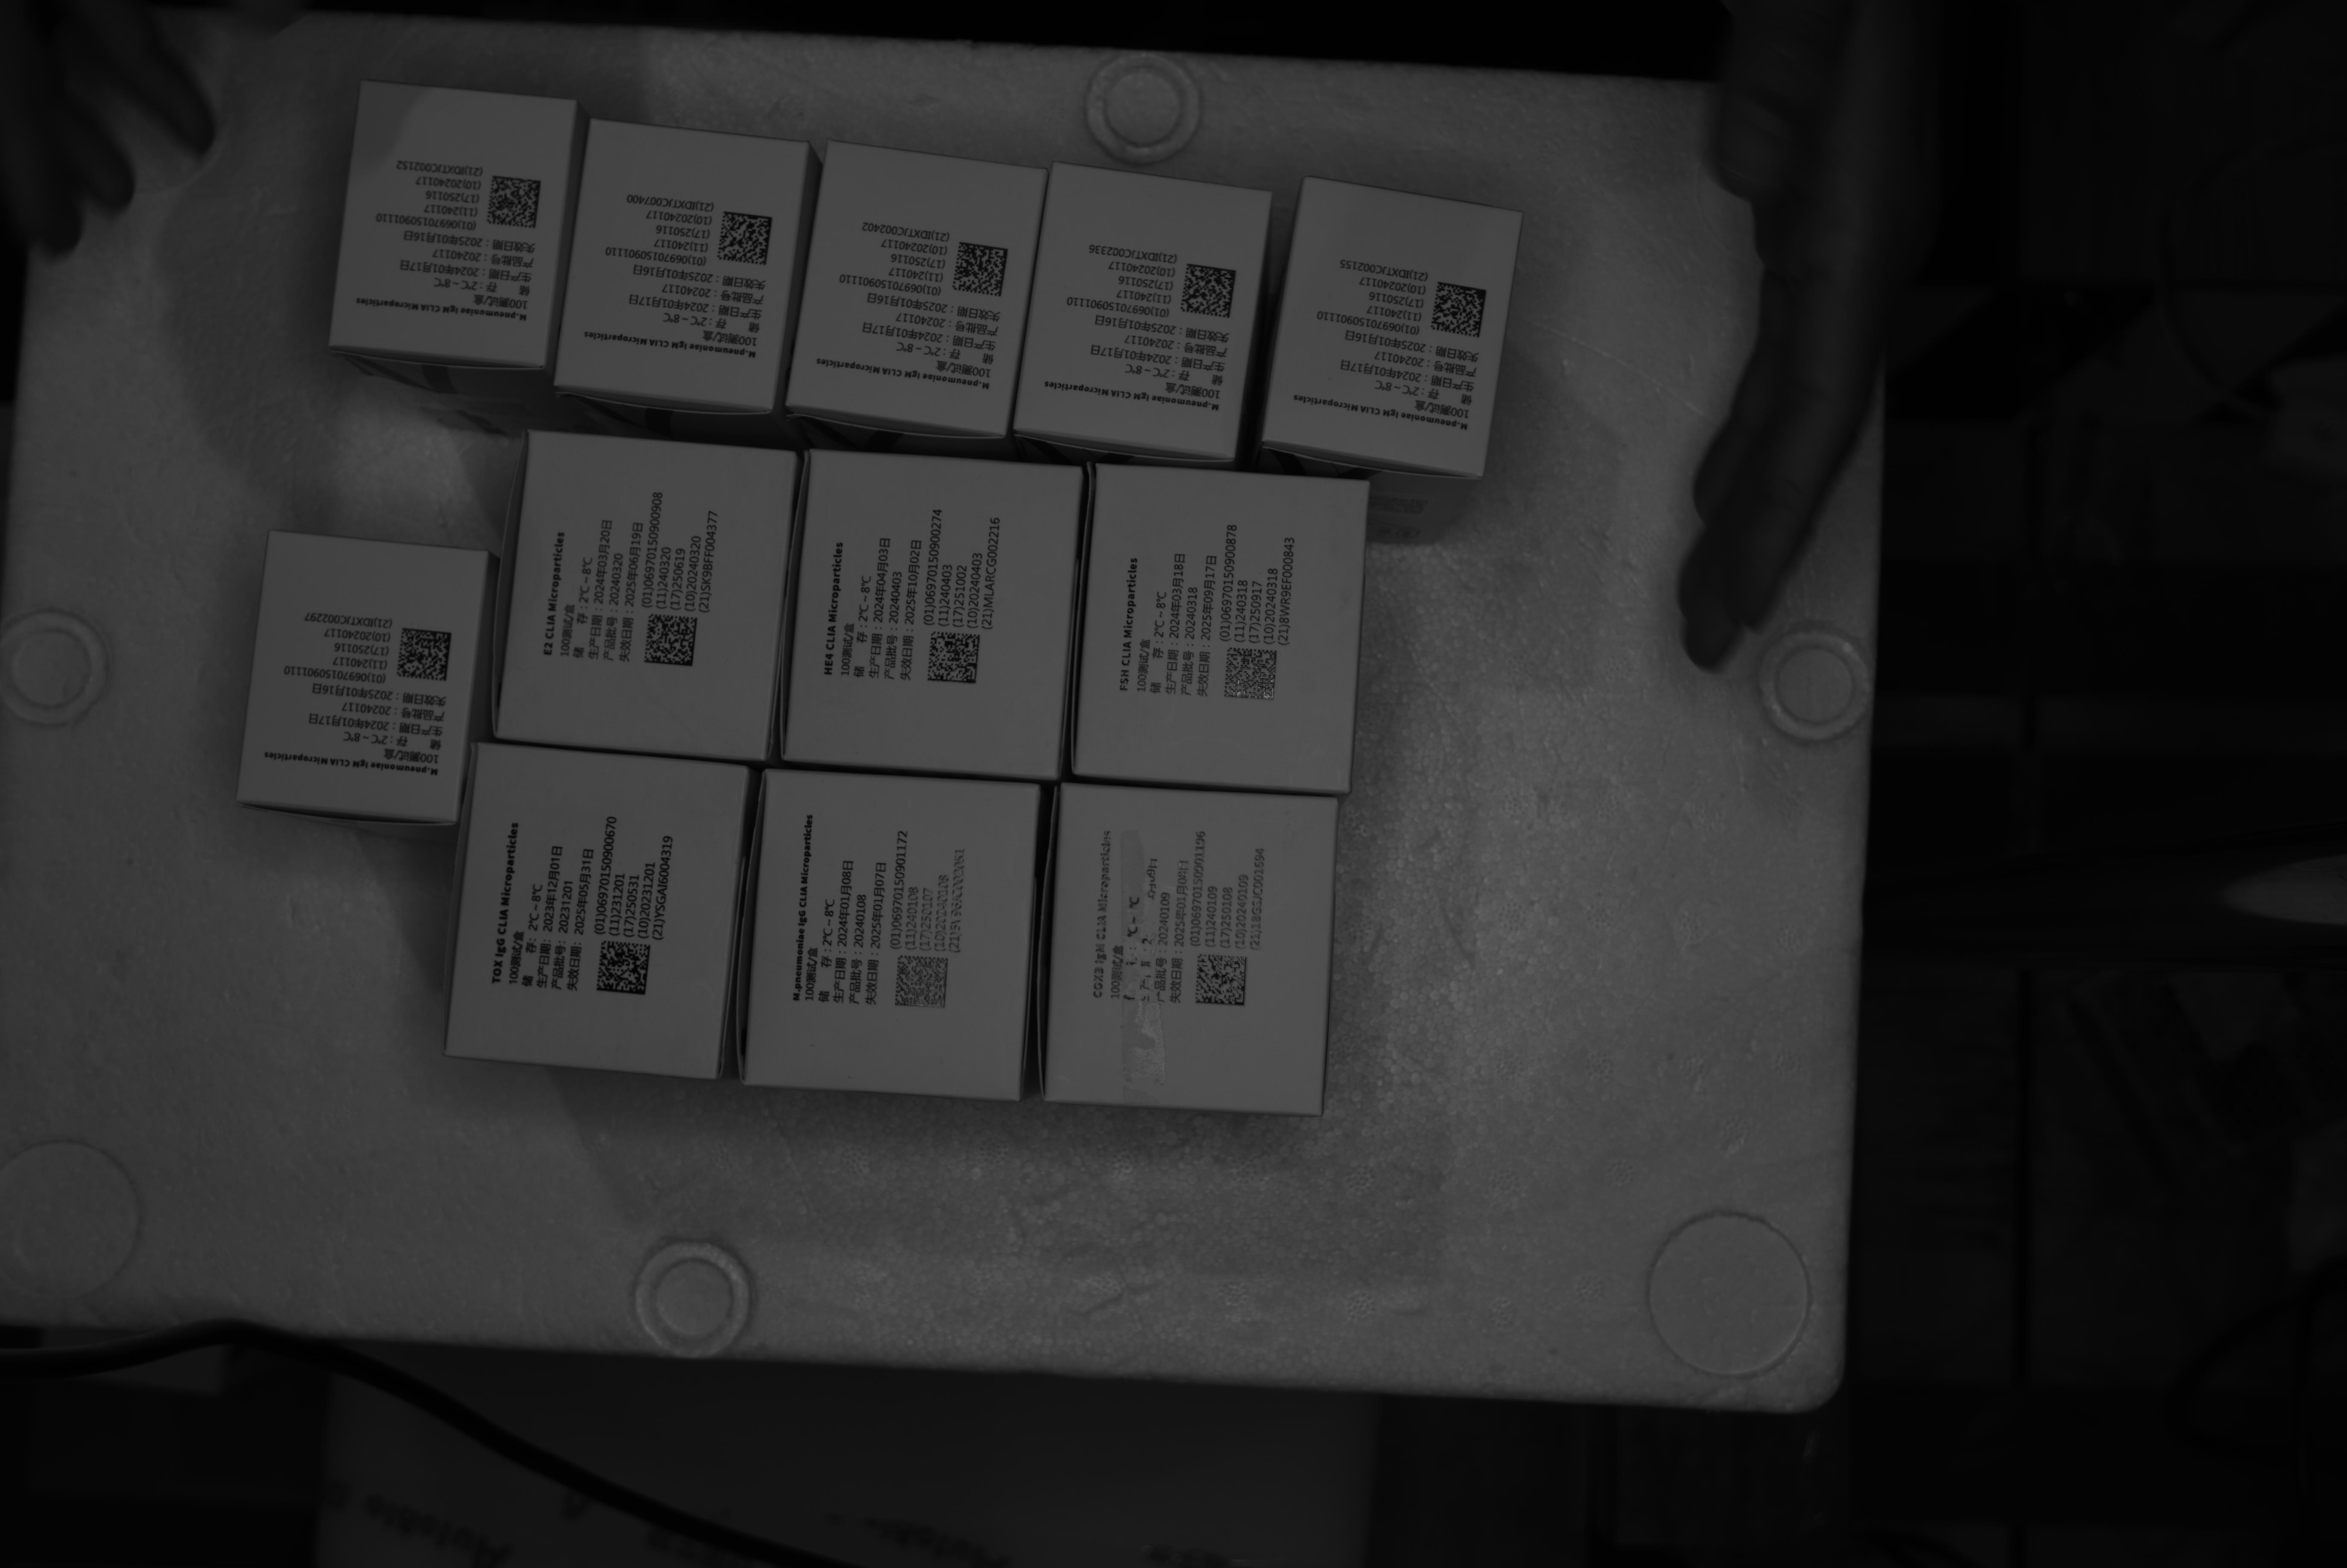 M.pneumoniae IgM CLIA Microparticles
100测试/盒
储 存：2℃~8℃
生产日期：2024年01月17日
产品批号：20240117
失效日期：2025年01月16日
(01)06970150901110
(11)240117
(17)250116
(10)20240117
(21)IDXTJC002152
M.pneumoniae IgM CLIA Microparticles
100测试/盒
储 存：2℃~8℃
生产日期：2024年01月17日
产品批号：20240117
失效日期：2025年01月16日
(01)06970150901110
(11)240117
(17)250116
(10)20240117
(21)IDXTJC007400
M.pneumoniae IgM CLIA Microparticles
100测试/盒
储 存：2℃~8℃
生产日期：2024年01月17日
产品批号：20240117
失效日期：2025年01月16日
(01)06970150901110
(11)240117
(17)250116
(10)20240117
(21)IDXTJC002402
M.pneumoniae IgM CLIA Microparticles
100测试/盒
储 存：2℃~8℃
生产日期：2024年01月17日
产品批号：20240117
失效日期：2025年01月16日
(01)06970150901110
(11)240117
(17)250116
(10)20240117
(21)IDXTJC002336
M.pneumoniae IgM CLIA Microparticles
100测试/盒
储 存：2℃~8℃
生产日期：2024年01月17日
产品批号：20240117
失效日期：2025年01月16日
(01)06970150901110
(11)240117
(17)250116
(10)20240117
(21)IDXTJC002155
M.pneumoniae IgM CLIA Microparticles
100测试/盒
储 存：2℃~8℃
生产日期：2024年01月17日
产品批号：20240117
失效日期：2025年01月16日
(01)06970150901110
(11)240117
(17)250116
(10)20240117
(21)IDXTJC002297
E2 CLIA Microparticles
100测试/盒
储 存：2℃~8℃
生产日期：2024年03月20日
产品批号：20240320
失效日期：2025年06月19日
(01)06970150900908
(11)240320
(17)250619
(10)20240320
(21)SK9BFF004377
HE4 CLIA Microparticles
100测试/盒
储 存：2℃~8℃
生产日期：2024年04月03日
产品批号：20240403
失效日期：2025年10月02日
(01)06970150900274
(11)240403
(17)251002
(10)20240403
(21)MLARCG002216
FSH CLIA Microparticles
100测试/盒
储 存：2℃~8℃
生产日期：2024年03月18日
产品批号：20240318
失效日期：2025年09月17日
(01)06970150900878
(11)240318
(17)250917
(10)20240318
(21)8WR9EF000843
TOX IgG CLIA Microparticles
100测试/盒
储 存：2℃~8℃
生产日期：2023年12月01日
产品批号：20231201
失效日期：2025年05月31日
(01)06970150900670
(11)231201
(17)250531
(10)20231201
(21)YSGAI6004319
M.pneumoniae IgG CLIA Microparticles
100测试/盒
储 存：2℃~8℃
生产日期：2024年01月08日
产品批号：20240108
失效日期：2025年01月07日
(01)06970150901172
(11)240108
(17)250107
(10)20240108
IgM CLIA Microparticles
100测试/盒
产品批号：20240109
失效日期：2025年01月08日
(01)06970150901196
(11)240109
(17)250108
(10)20240109